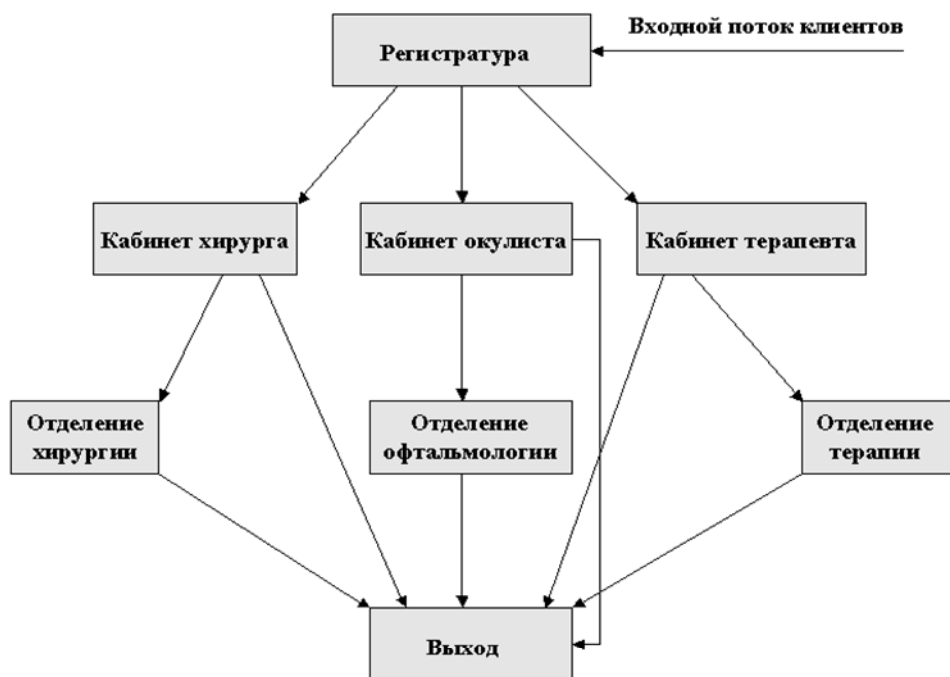 Входной поток клиентов
Регистратура
Кабинет хирурга
Кабинет окулиста
Кабинет терапевта
Отделение
хирургии
Отделение
офтальмологии
Отделение
терапии
Выход